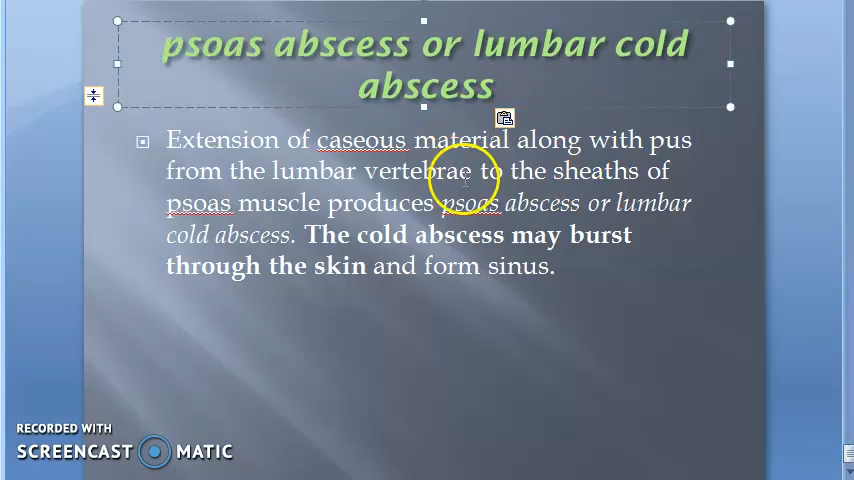 psoas abscess or lumbar cold
abscess
Extension of caseous material along with pus
from the lumbar vertebrae to the sheaths of
psoas muscle produces psoas abscess or lumbar
cold abscess. The cold abscess may burst
through the skin and form sinus.
RECORDED WITH
SCREENCAST MATIC